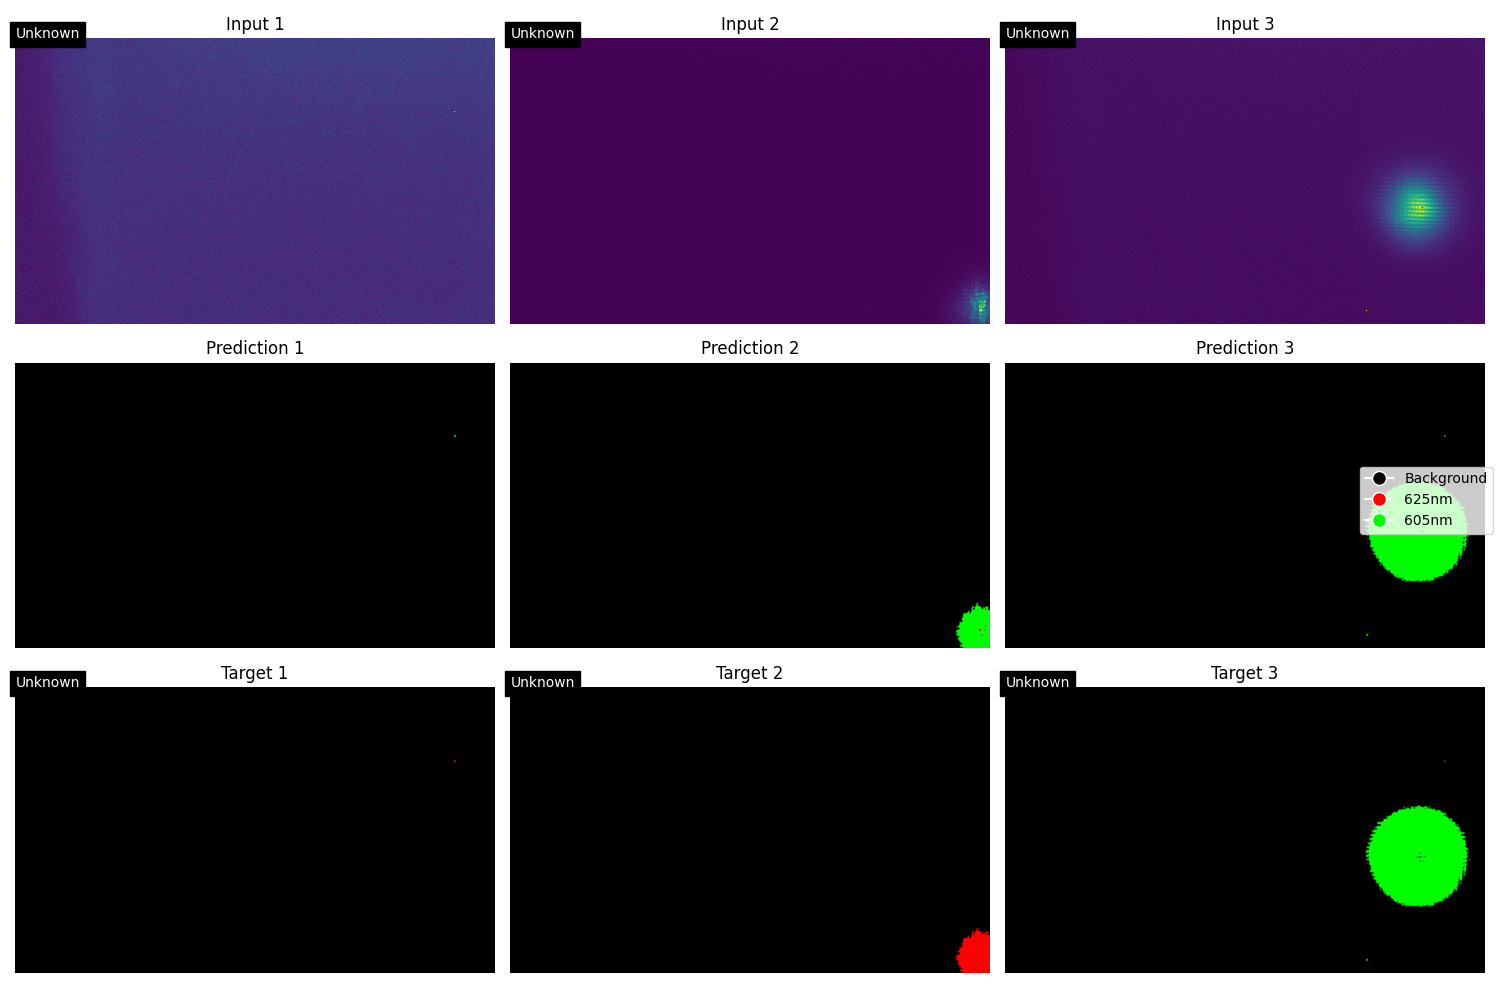 Input 1
Input 2
Input 3
Unknown
Unknown
Unknown
Prediction 1
Prediction 2
Prediction 3
Background
625nm
605nm
Target 1
Target 2
Target 3
Unknown
Unknown
Unknown